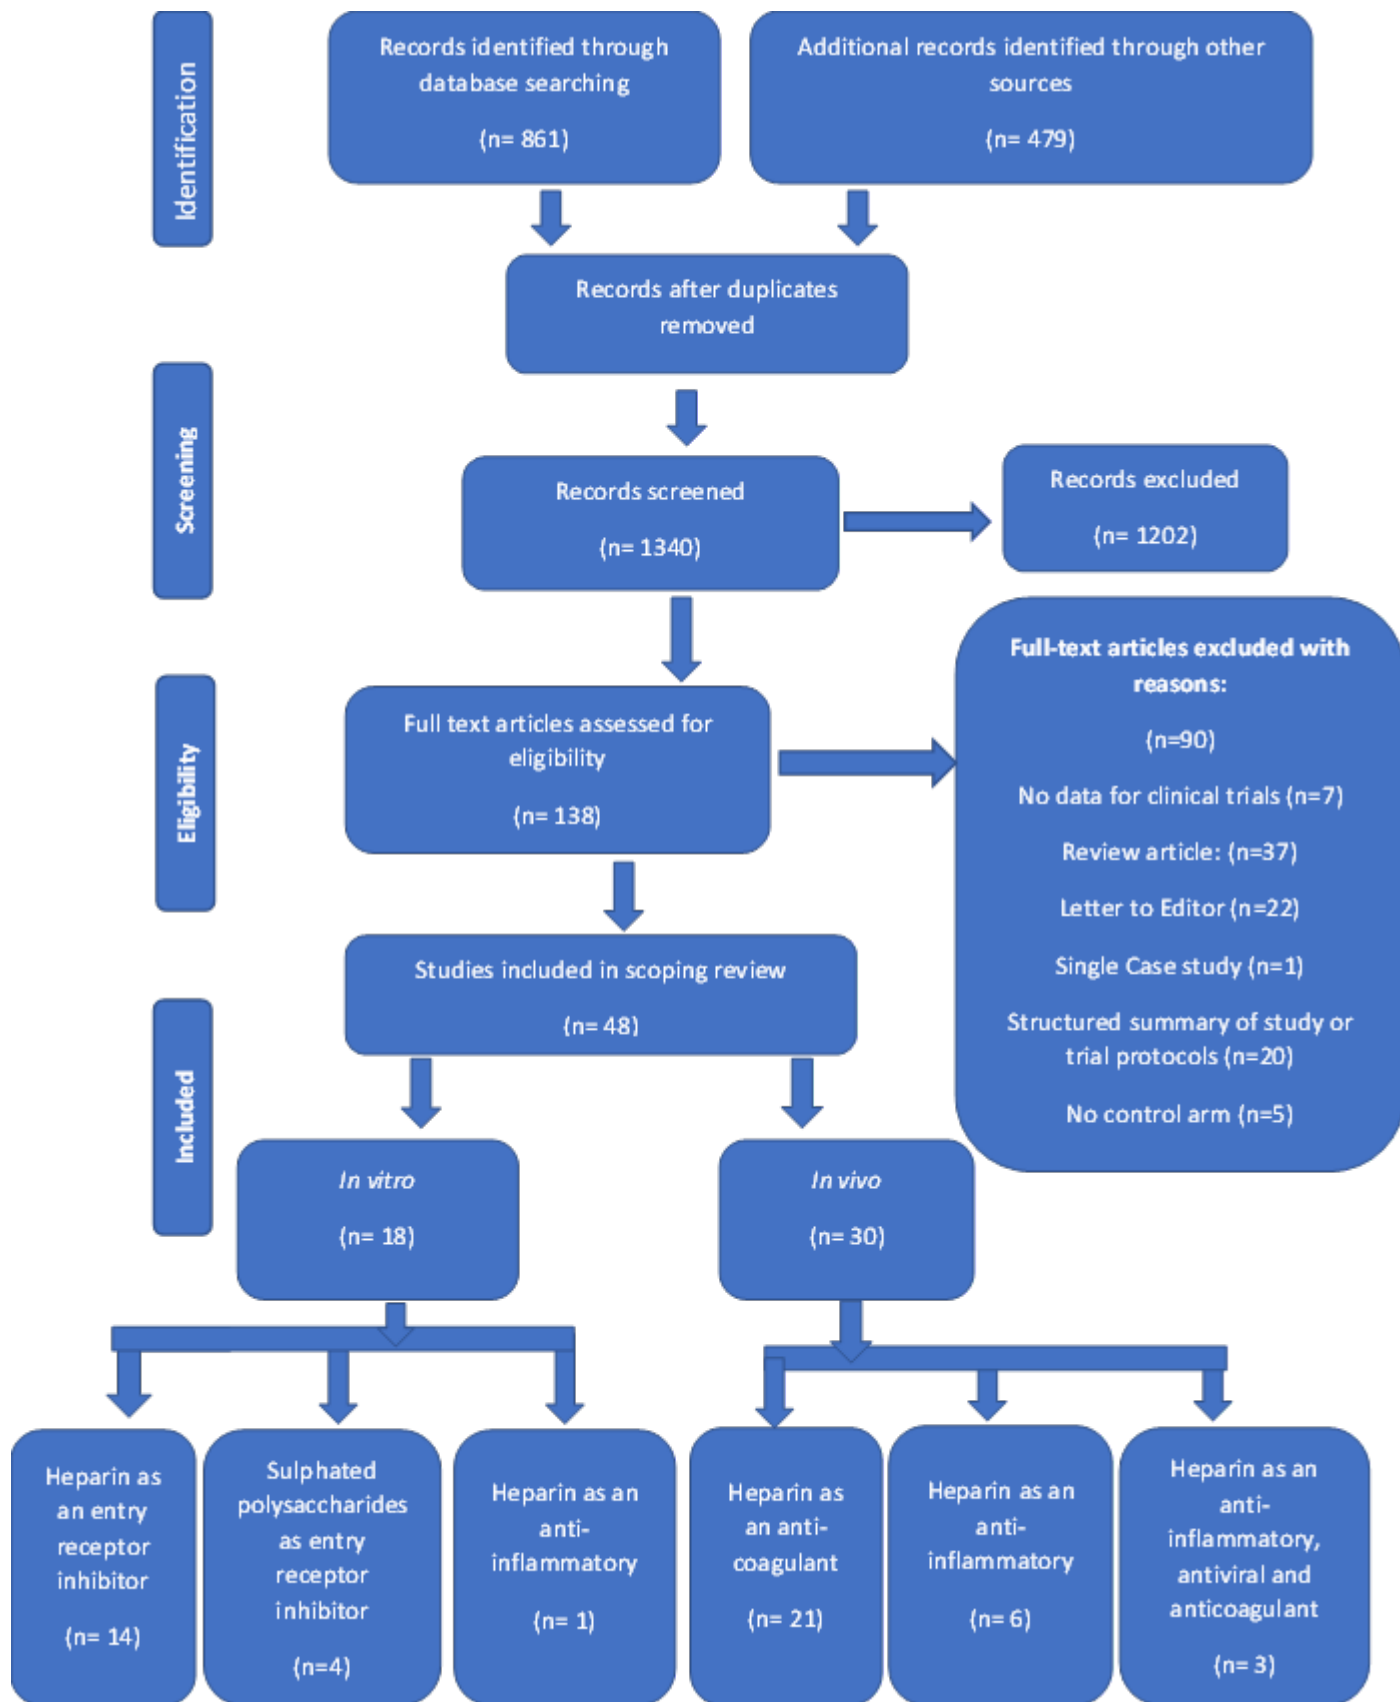 Identification
Records identified through
database searching
(n= 861)
Additional records identified through other
sources
(n= 479)
Records after duplicates
removed
Screening
Records screened
(n= 1340)
Records excluded
(n= 1202)
Eligibility
Full text articles assessed for
eligibility
(n= 138)
Full-text articles excluded with
reasons:
(n=90)
No data for clinical trials (n=7)
Review article: (n=37)
Letter to Editor (n=22)
Single Case study (n=1)
Structured summary of study or
trial protocols (n=20)
No control arm (n=5)
Included
Studies included in scoping review
(n= 48)
In vitro
(n= 18)
In vivo
(n= 30)
Heparin as
an entry
receptor
inhibitor
(n= 14)
Sulphated
polysaccharides
as entry
receptor
inhibitor
(n=4)
Heparin as an
anti-
inflammatory
(n= 1)
Heparin as
an anti-
coagulant
(n= 21)
Heparin as an
anti-
inflammatory
(n= 6)
Heparin as an
anti-
inflammatory,
antiviral and
anticoagulant
(n= 3)